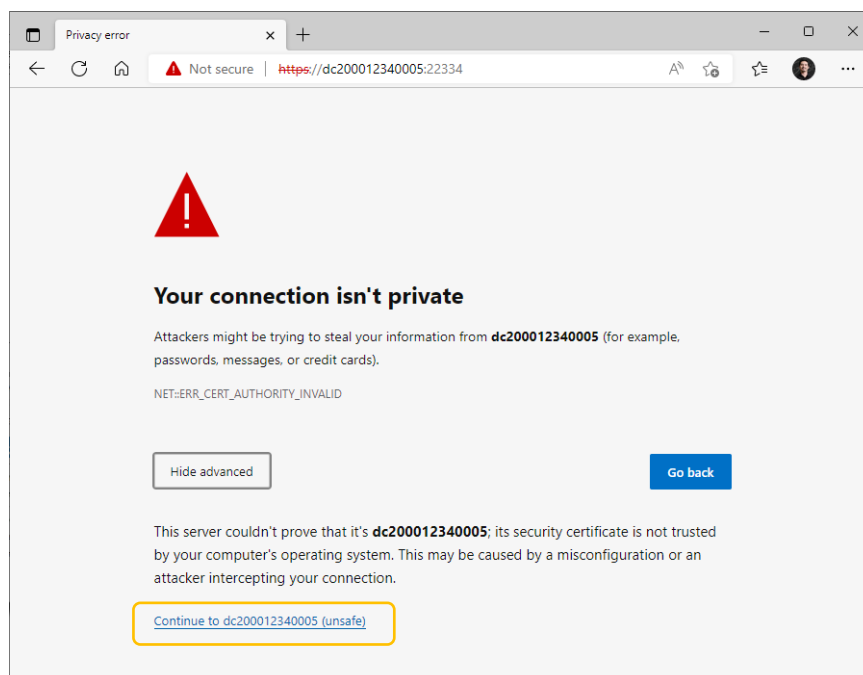 Privacy error
Not secure | https://dc200012340005:22334
Your connection isn't private
Attackers might be trying to steal your information from dc200012340005 (for example,
passwords, messages, or credit cards).
NET::ERR_CERT_AUTHORITY_INVALID
Hide advanced
Go back
This server couldn't prove that it's dc200012340005; its security certificate is not trusted
by your computer's operating system. This may be caused by a misconfiguration or an
attacker intercepting your connection.
Continue to dc200012340005 (unsafe)